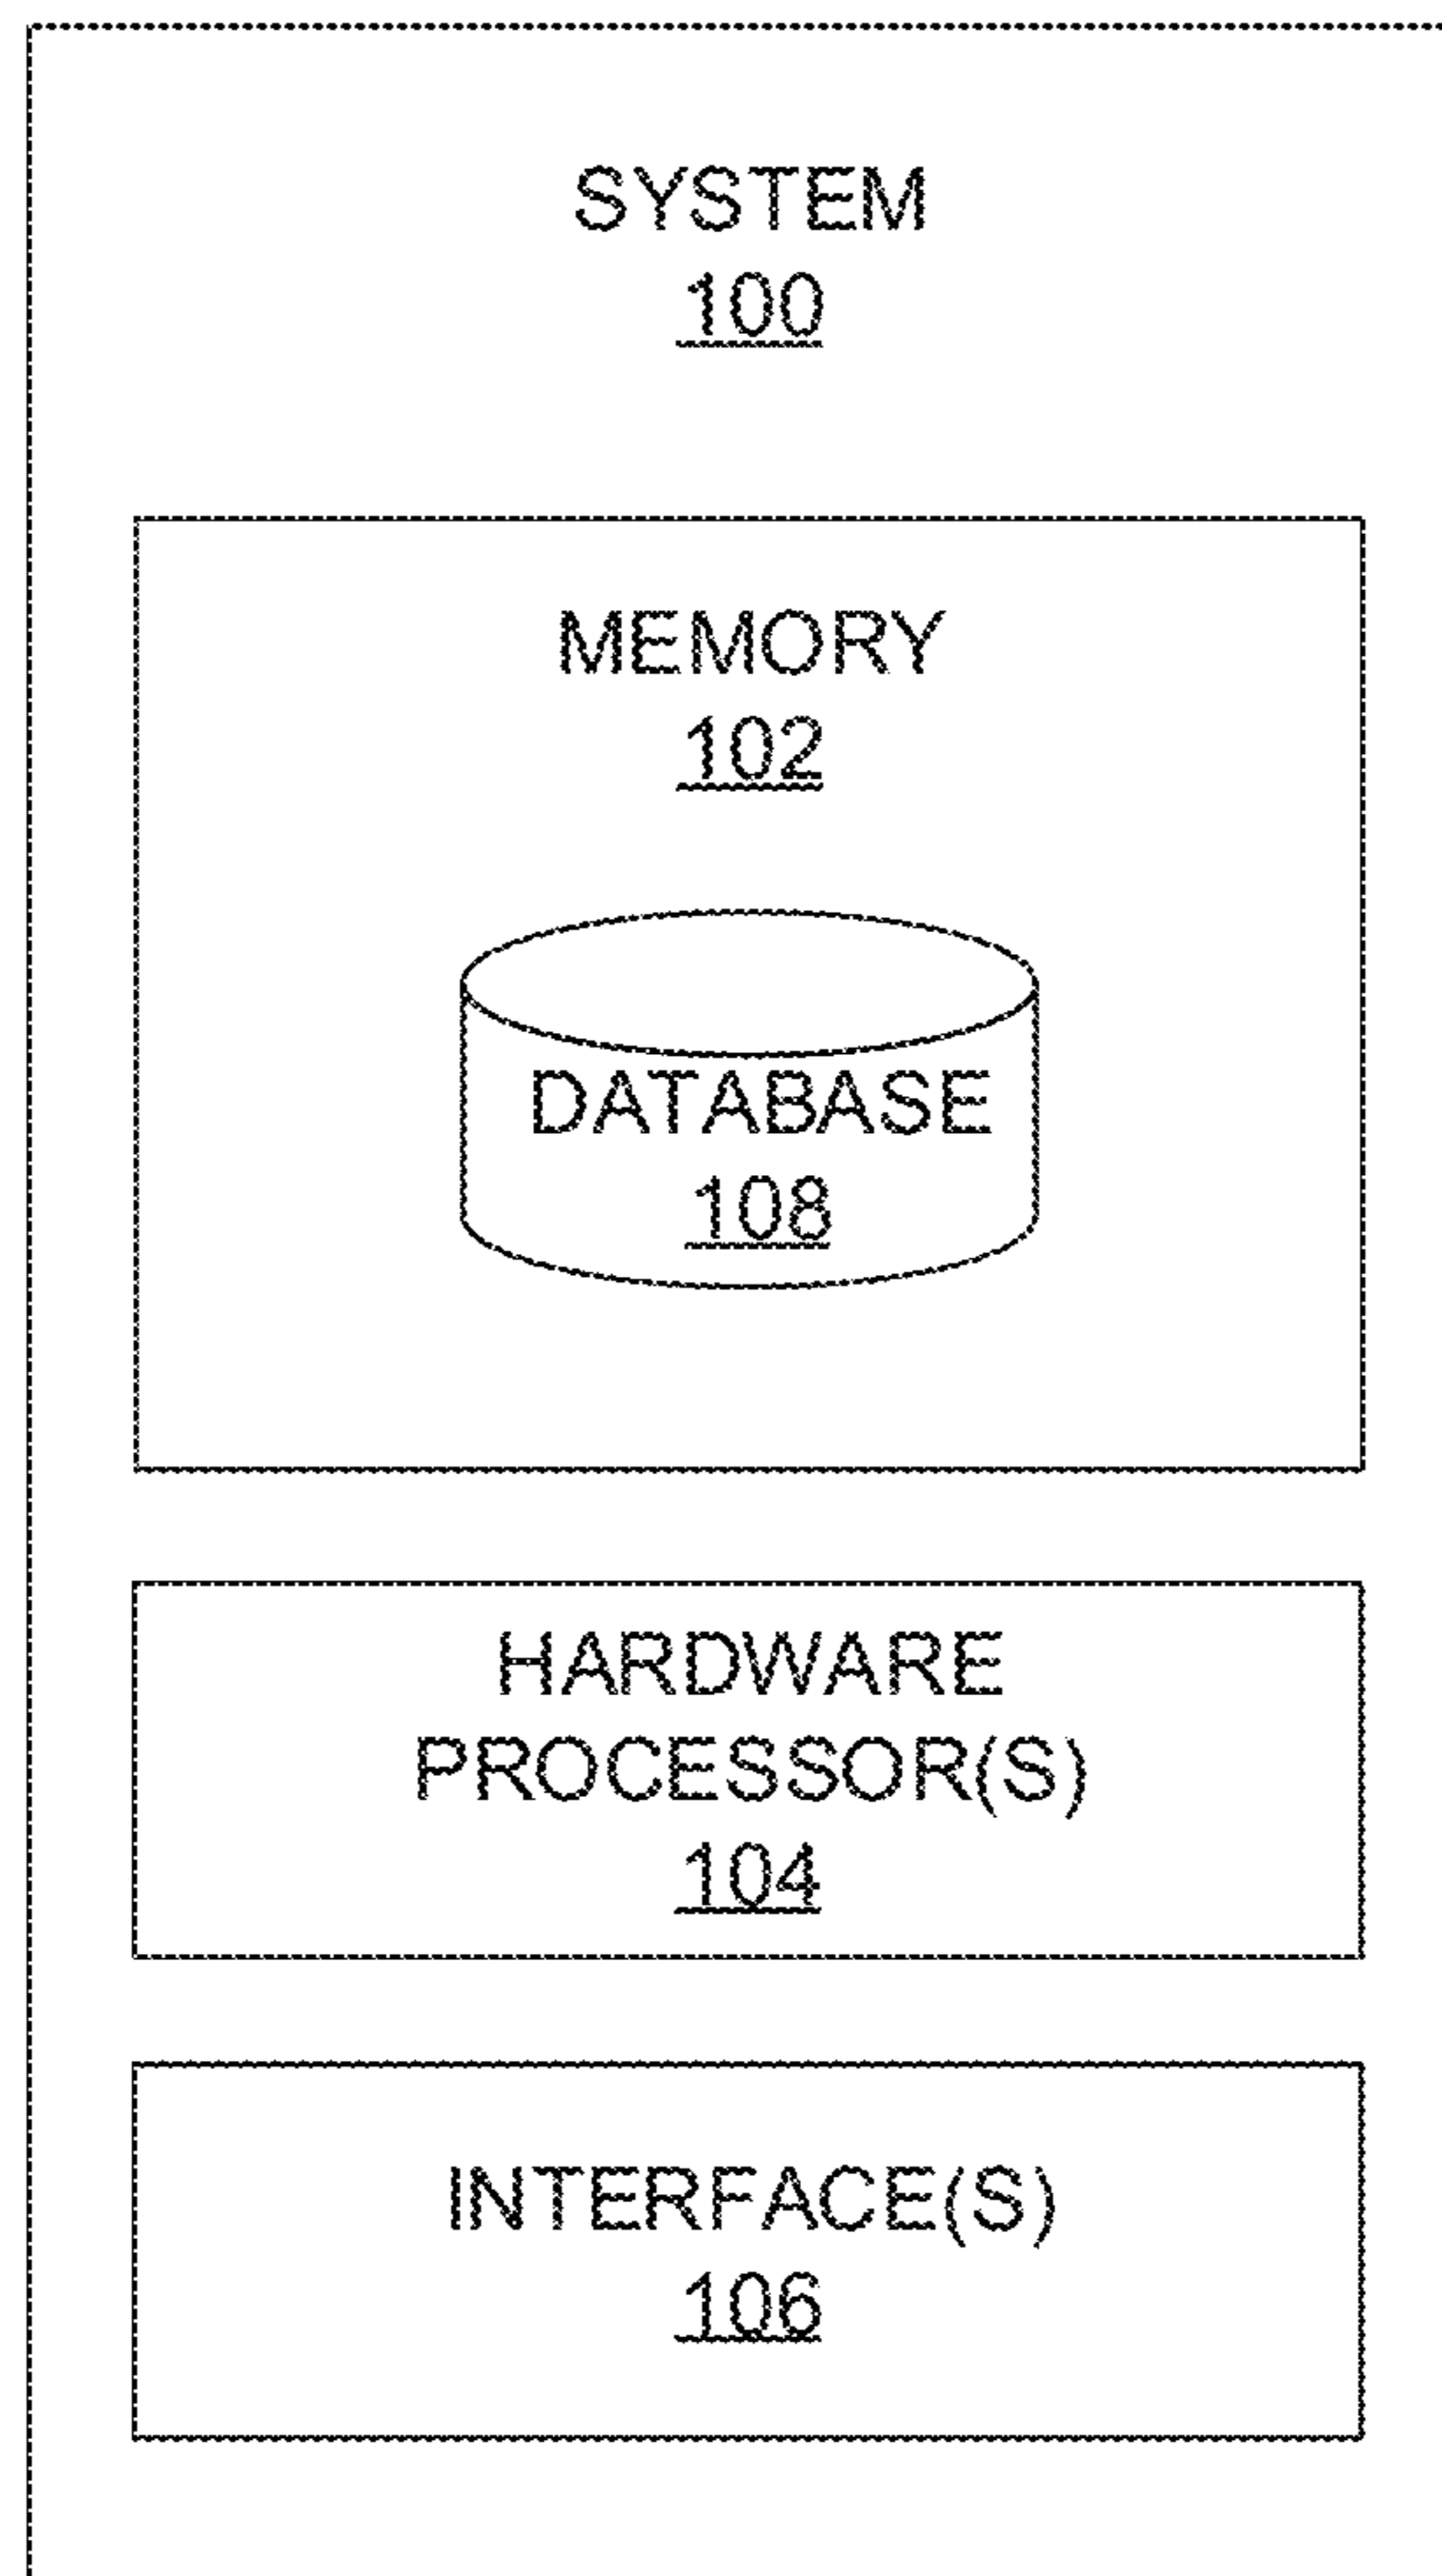 SYSTEM
100
MEMORY
102
DATABASE
108
HARDWARE
PROCESSOR(S)
104
INTERFACE(S)
106